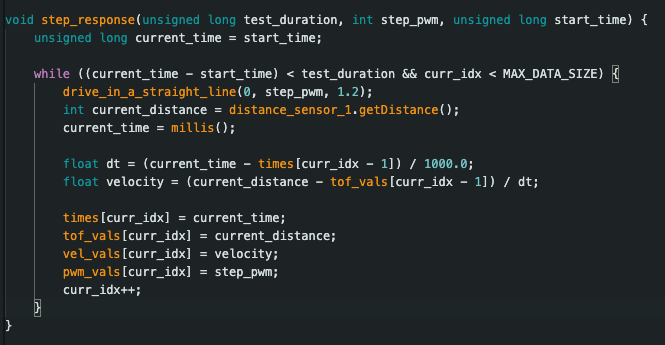 void step_response(unsigned long test_duration, int step_pwm, unsigned long start_time) {
    unsigned long current_time = start_time;

    while ((current_time - start_time) < test_duration && curr_idx < MAX_DATA_SIZE) {
        drive_in_a_straight_line(0, step_pwm, 1.2);
        int current_distance = distance_sensor_1.getDistance();
        current_time = millis();

        float dt = (current_time - times[curr_idx - 1]) / 1000.0;
        float velocity = (current_distance - tof_vals[curr_idx - 1]) / dt;

        times[curr_idx] = current_time;
        tof_vals[curr_idx] = current_distance;
        vel_vals[curr_idx] = velocity;
        pwm_vals[curr_idx] = step_pwm;
        curr_idx++;
    }
}